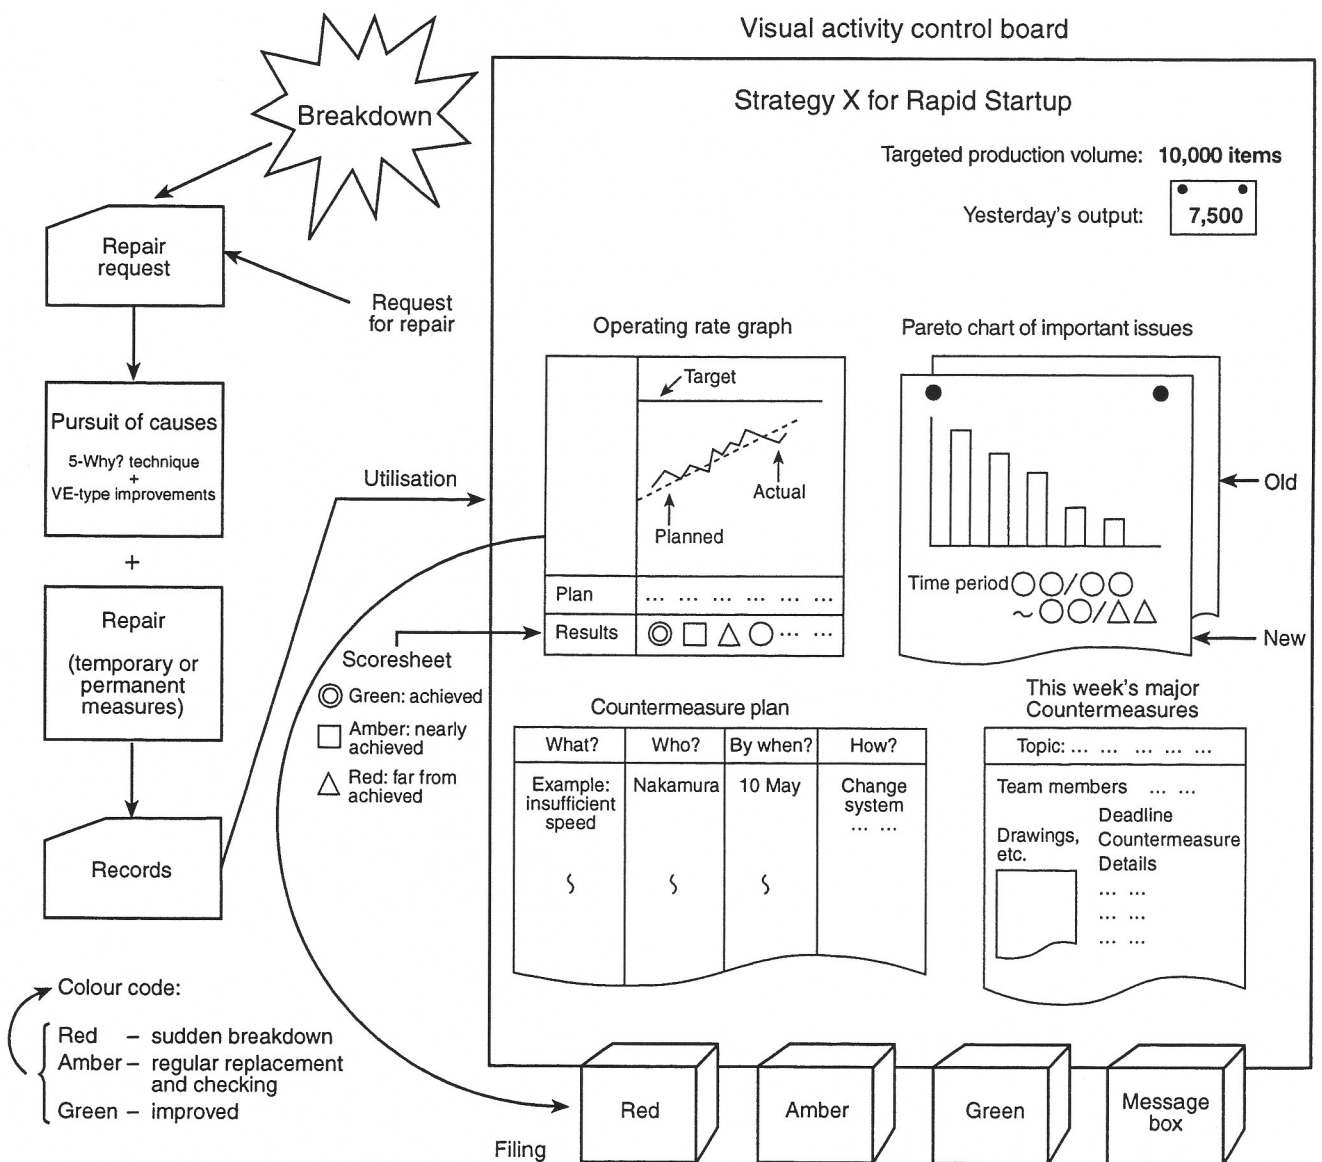 Visual activity control board
Breakdown
Strategy X for Rapid Startup
Targeted production volume: 10,000 items
Yesterday's output: 7,500
Repair
request
Request
for repair
Pursuit of causes
5-Why? technique
+
VE-type improvements
+
Repair
(temporary or
permanent
measures)
Records
Utilisation
Operating rate graph
Target
Actual
Planned
Plan ... ... ... ... ... ...
Results ... ...
Scoresheet
Green: achieved
Amber: nearly
achieved
Red: far from
achieved
Pareto chart of important issues
Old
Time period ○○/○○
~ ○○/△△
New
Countermeasure plan
What? Who? By when? How?
Example:
insufficient
speed
Nakamura
10 May
Change
system
... ...
This week's major
Countermeasures
Topic: ... ... ... ... ...
Team members ... ...
Drawings,
etc.
Deadline
Countermeasure
Details
... ...
... ...
... ...
Colour code:
Red – sudden breakdown
Amber – regular replacement
and checking
Green – improved
Filing
Red
Amber
Green
Message
box